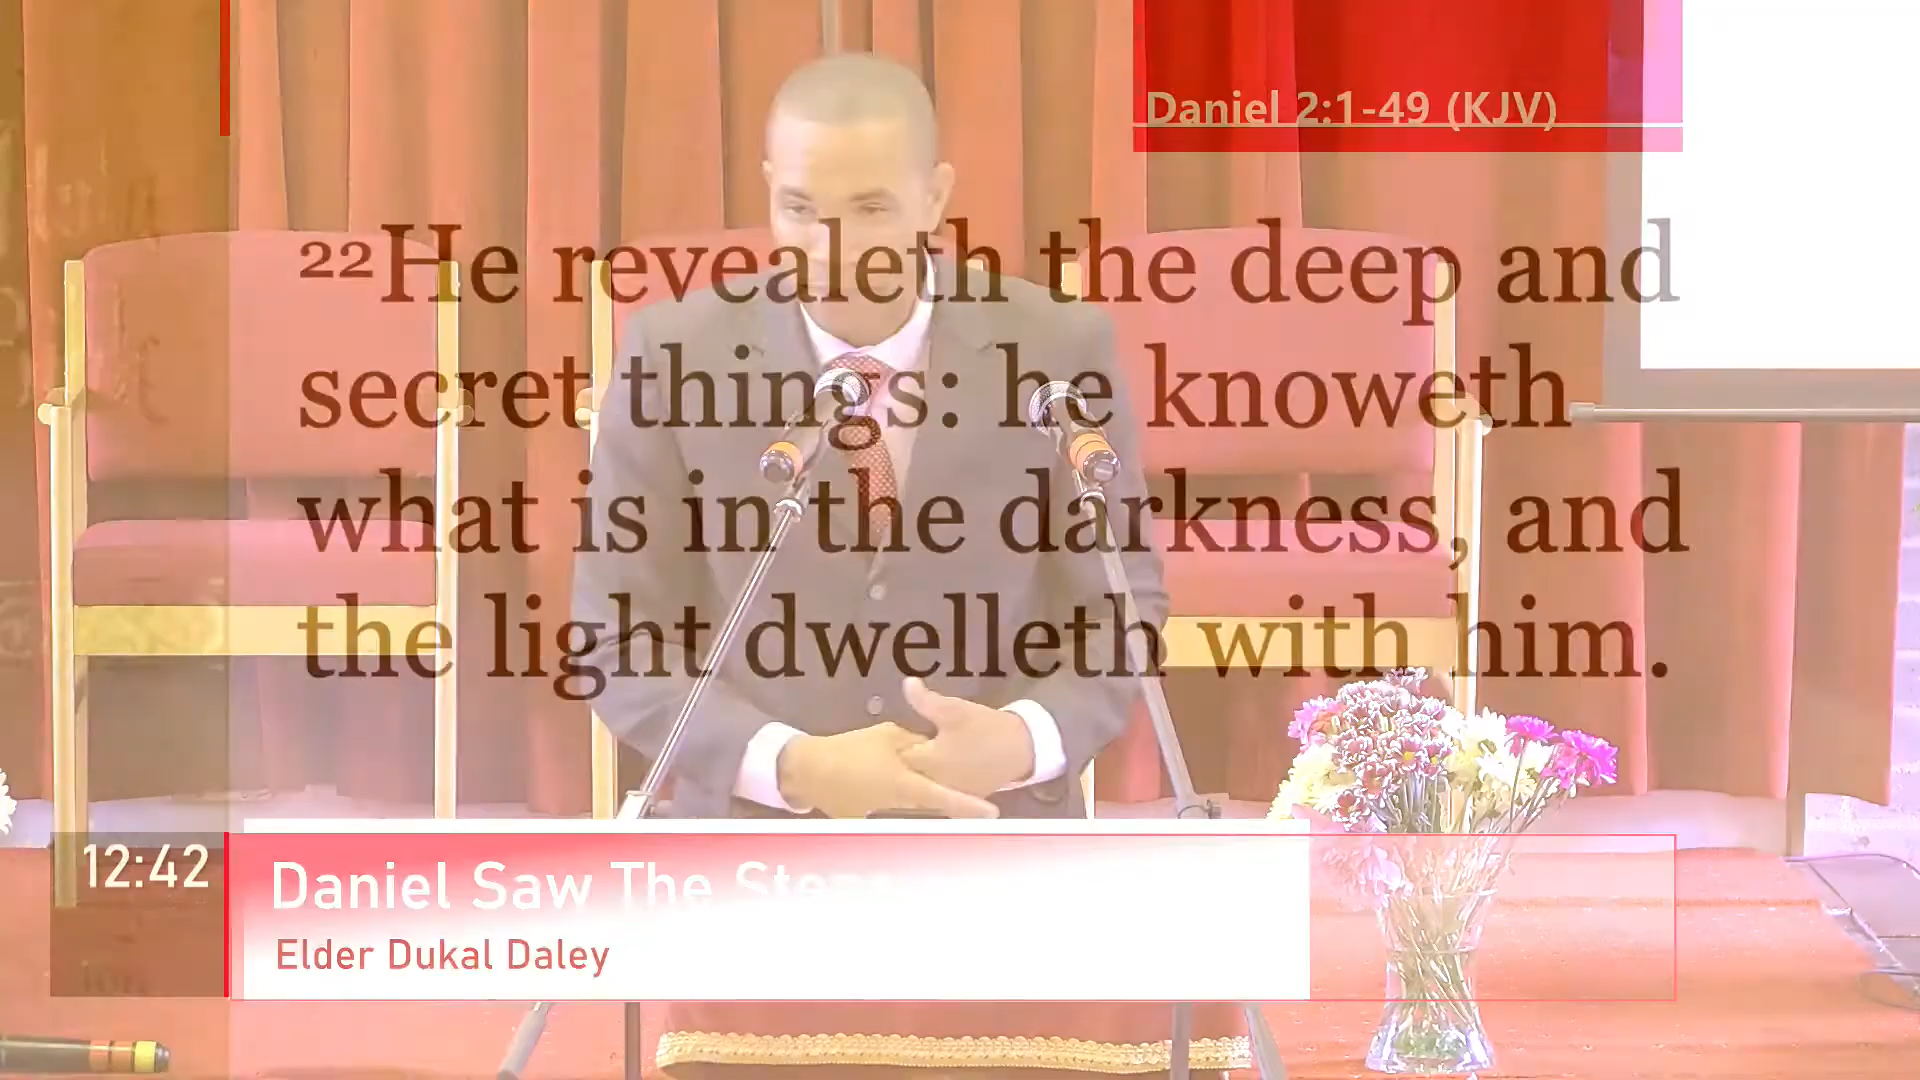 Daniel 2:1-49 (KJV)
22He revealeth the deep and
secret things: he knoweth
what is in the darkness, and
the light dwelleth with him.
12:42
Daniel Saw The
Elder Dukal Daley